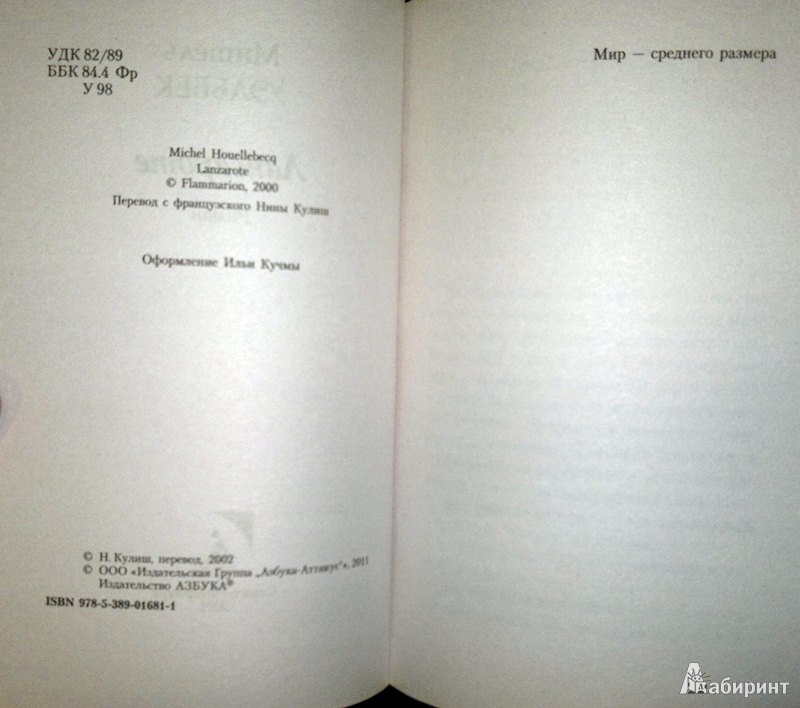 УДК 82/89
ББК 84.4 Фр
У 98
Michel Houellebecq
Lanzarote
© Flammarion, 2000
Перевод с французского Нины Кулиш
Оформление Ильи Кучмы
© Н. Кулиш, перевод, 2002
© ООО «Издательская Группа „Азбука-Аттикус“», 2011
Издательство АЗБУКА®
ISBN 978-5-389-01681-1
Мир — среднего размера
Лабиринт